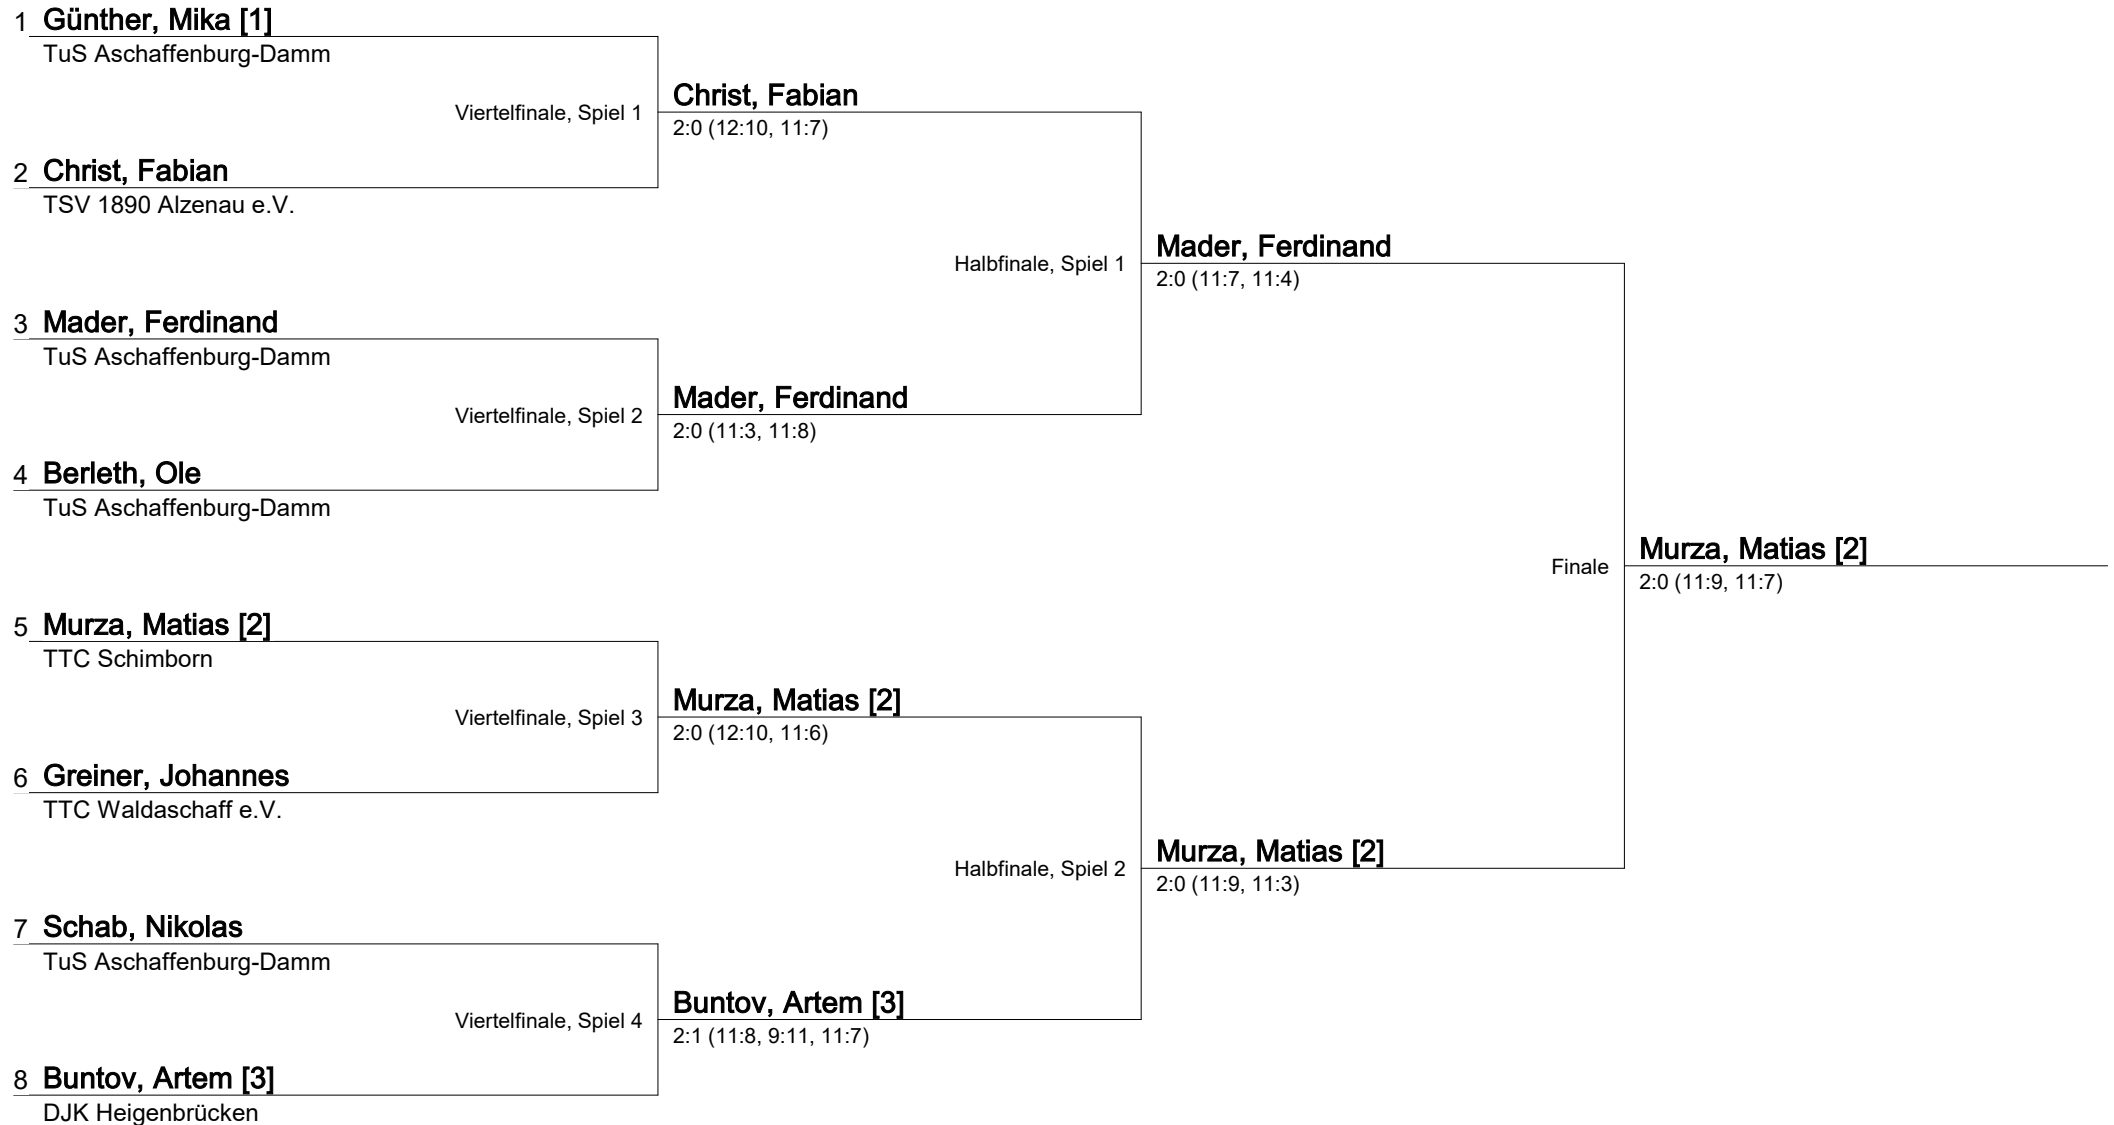 1 Günther, Mika [1]
TuS Aschaffenburg-Damm
Viertelfinale, Spiel 1
Christ, Fabian
2:0 (12:10, 11:7)
2 Christ, Fabian
TSV 1890 Alzenau e.V.
Halbfinale, Spiel 1
Mader, Ferdinand
2:0 (11:7, 11:4)
3 Mader, Ferdinand
TuS Aschaffenburg-Damm
Viertelfinale, Spiel 2
Mader, Ferdinand
2:0 (11:3, 11:8)
4 Berleth, Ole
TuS Aschaffenburg-Damm
Finale
Murza, Matias [2]
2:0 (11:9, 11:7)
5 Murza, Matias [2]
TTC Schimborn
Viertelfinale, Spiel 3
Murza, Matias [2]
2:0 (12:10, 11:6)
6 Greiner, Johannes
TTC Waldaschaff e.V.
Halbfinale, Spiel 2
Murza, Matias [2]
2:0 (11:9, 11:3)
7 Schab, Nikolas
TuS Aschaffenburg-Damm
Viertelfinale, Spiel 4
Buntov, Artem [3]
2:1 (11:8, 9:11, 11:7)
8 Buntov, Artem [3]
DJK Heigenbrücken